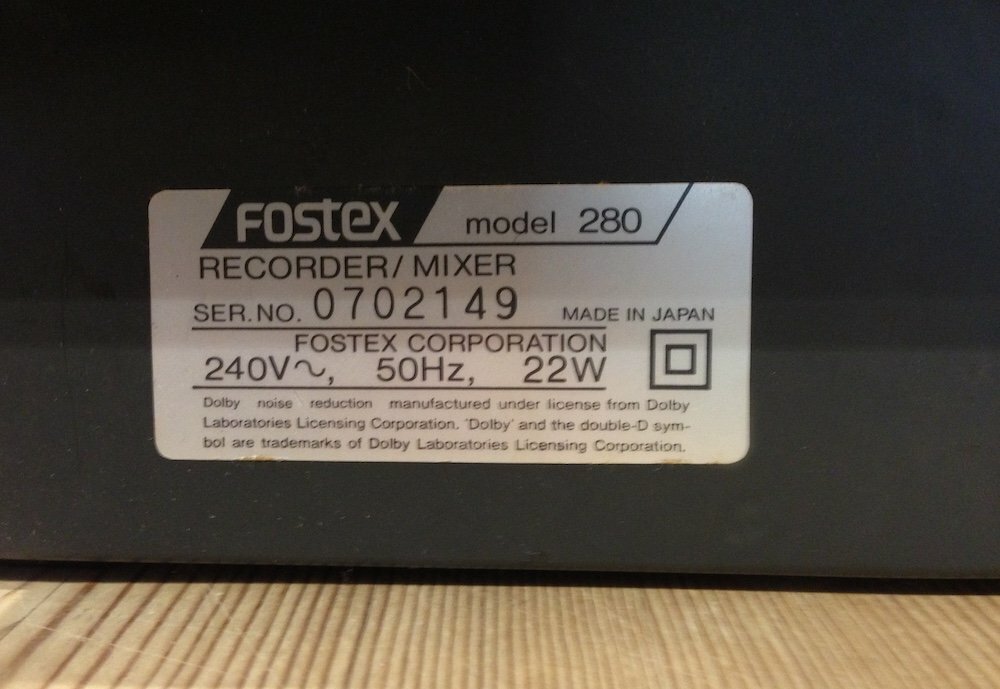 FOSTEX model 280
RECORDER/MIXER
SER.NO. 0702149 MADE IN JAPAN
FOSTEX CORPORATION
240V~, 50Hz, 22W
Dolby noise reduction manufactured under license from Dolby
Laboratories Licensing Corporation. 'Dolby' and the double-D sym-
bol are trademarks of Dolby Laboratories Licensing Corporation.